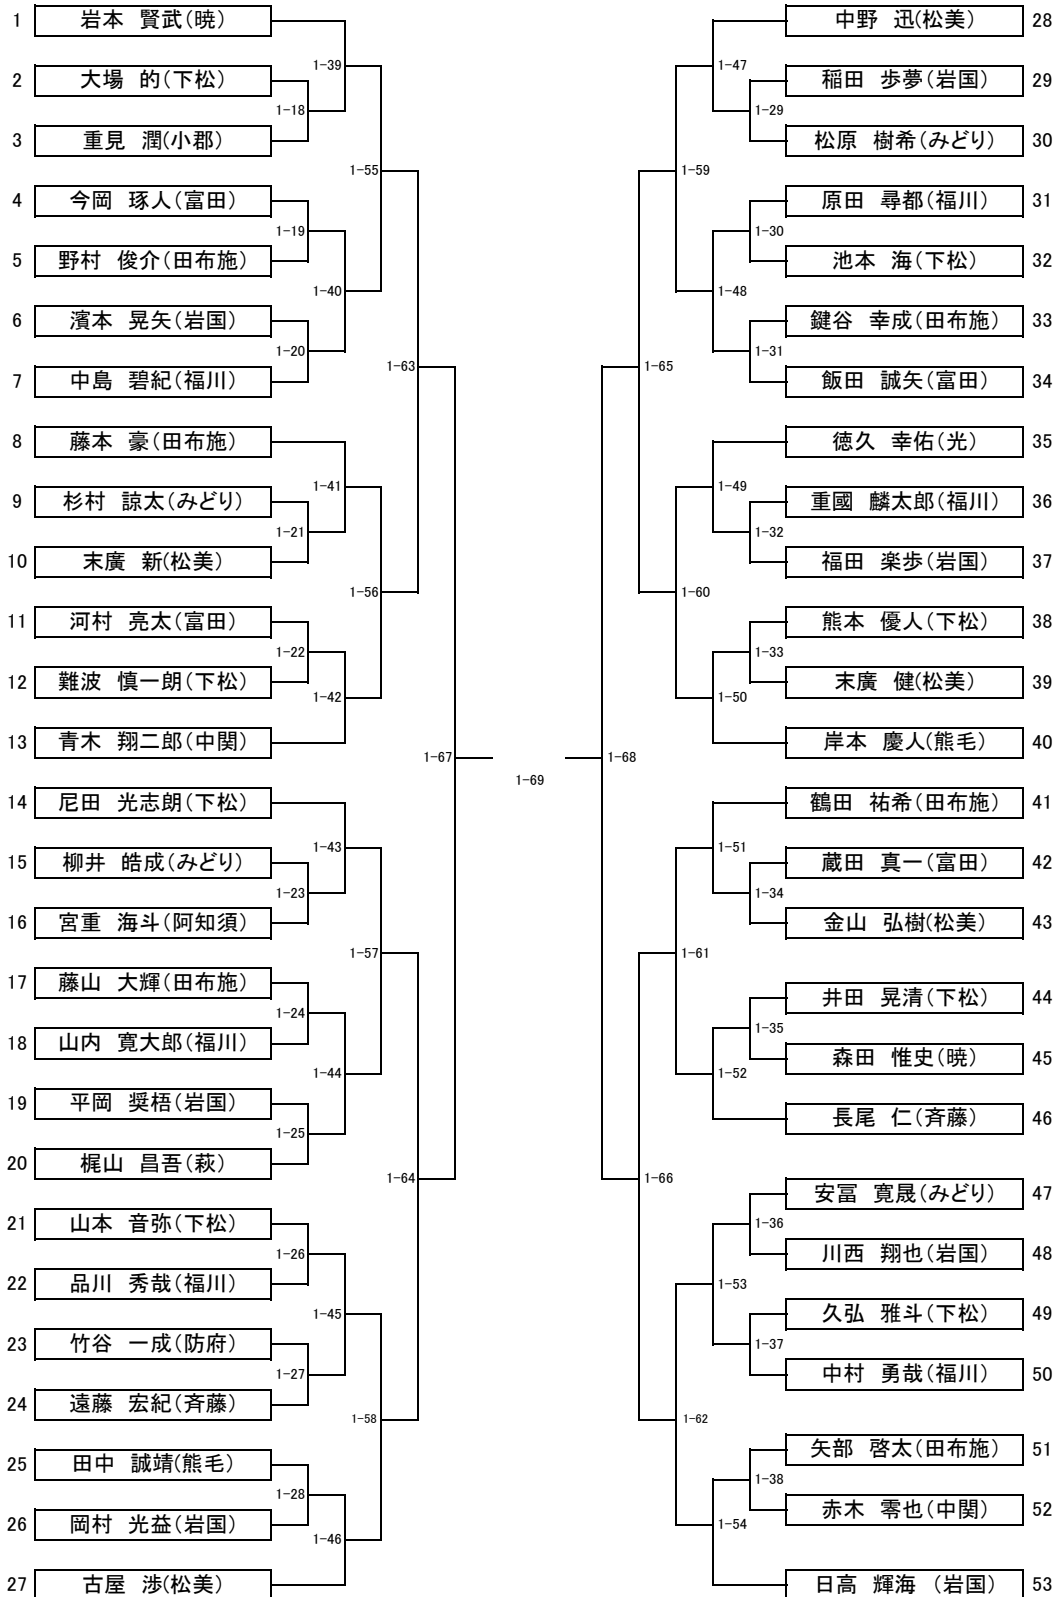 1 岩本 賢武(暁)
2 大場 的(下松)
3 重見 潤(小郡)
4 今岡 琢人(富田)
5 野村 俊介(田布施)
6 濱本 晃矢(岩国)
7 中島 碧紀(福川)
8 藤本 豪(田布施)
9 杉村 諒太(みどり)
10 末廣 新(松美)
11 河村 亮太(富田)
12 難波 慎一朗(下松)
13 青木 翔二郎(中関)
14 尼田 光志朗(下松)
15 柳井 皓成(みどり)
16 宮重 海斗(阿知須)
17 藤山 大輝(田布施)
18 山内 寛大郎(福川)
19 平岡 奨梧(岩国)
20 梶山 昌吾(萩)
21 山本 音弥(下松)
22 品川 秀哉(福川)
23 竹谷 一成(防府)
24 遠藤 宏紀(斉藤)
25 田中 誠靖(熊毛)
26 岡村 光益(岩国)
27 古屋 渉(松美)
1-18
1-19
1-20
1-21
1-22
1-23
1-24
1-25
1-26
1-27
1-28
1-39
1-40
1-41
1-42
1-43
1-44
1-45
1-46
1-55
1-56
1-57
1-58
1-63
1-64
1-67
1-69
1-68
1-65
1-66
1-59
1-60
1-61
1-62
1-47
1-48
1-49
1-50
1-51
1-52
1-53
1-54
1-29
1-30
1-31
1-32
1-33
1-34
1-35
1-36
1-37
1-38
中野 迅(松美) 28
稲田 歩夢(岩国) 29
松原 樹希(みどり) 30
原田 尋都(福川) 31
池本 海(下松) 32
鍵谷 幸成(田布施) 33
飯田 誠矢(富田) 34
徳久 幸佑(光) 35
重國 麟太郎(福川) 36
福田 楽歩(岩国) 37
熊本 優人(下松) 38
末廣 健(松美) 39
岸本 慶人(熊毛) 40
鶴田 祐希(田布施) 41
蔵田 真一(富田) 42
金山 弘樹(松美) 43
井田 晃清(下松) 44
森田 惟史(暁) 45
長尾 仁(斉藤) 46
安冨 寛晟(みどり) 47
川西 翔也(岩国) 48
久弘 雅斗(下松) 49
中村 勇哉(福川) 50
矢部 啓太(田布施) 51
赤木 零也(中関) 52
日高 輝海 (岩国) 53